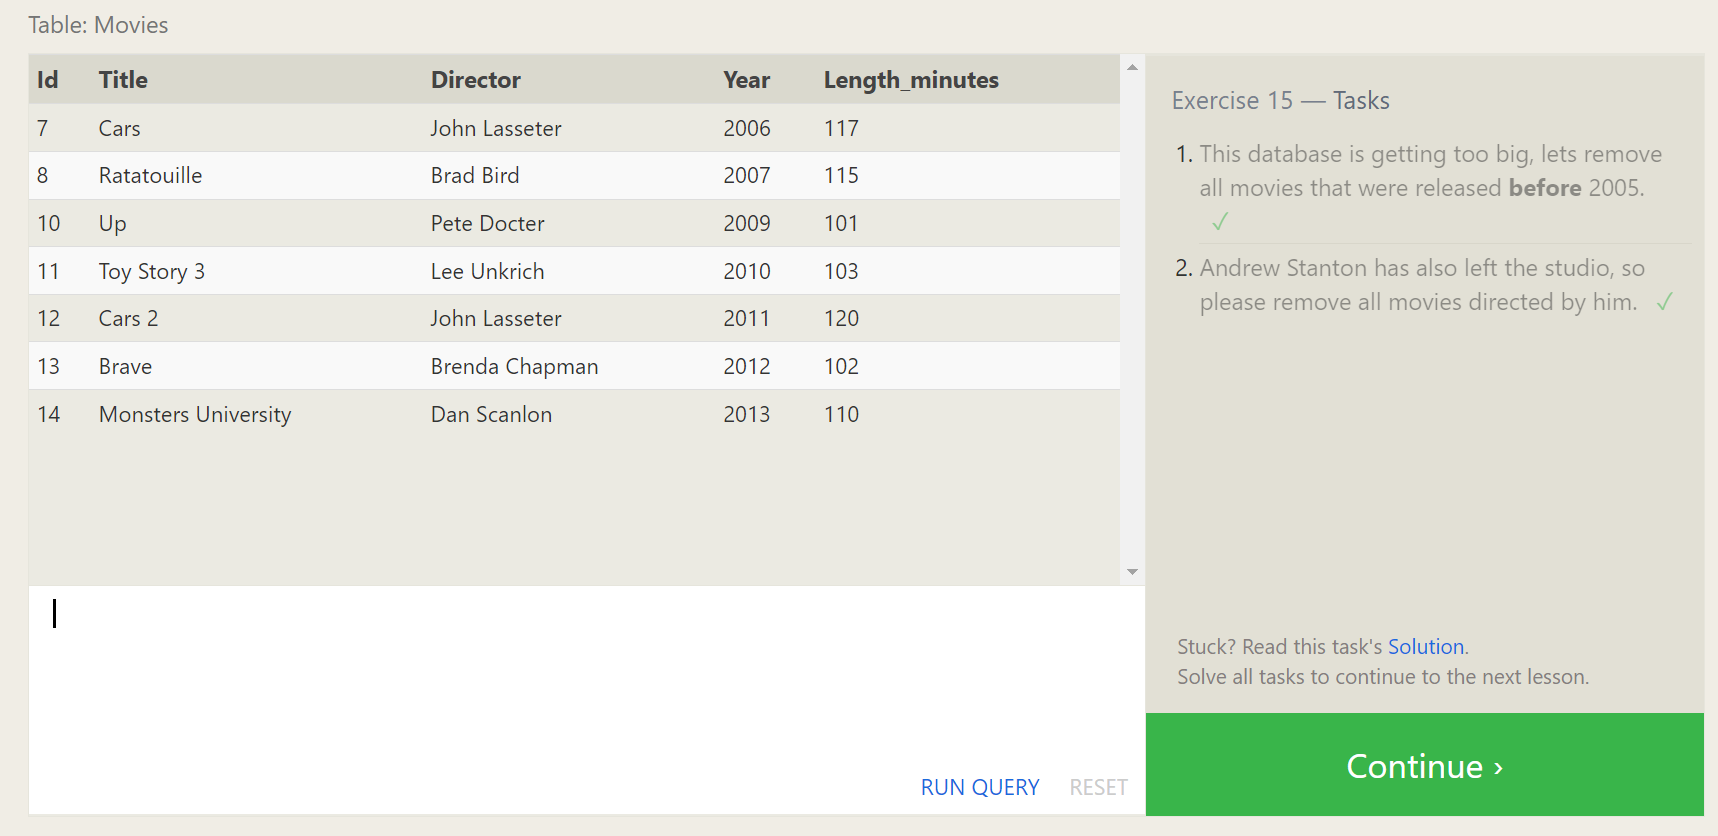 Table: Movies
Id Title Director Year Length_minutes
7 Cars John Lasseter 2006 117
8 Ratatouille Brad Bird 2007 115
10 Up Pete Docter 2009 101
11 Toy Story 3 Lee Unkrich 2010 103
12 Cars 2 John Lasseter 2011 120
13 Brave Brenda Chapman 2012 102
14 Monsters University Dan Scanlon 2013 110
RUN QUERY RESET
Exercise 15 — Tasks
1. This database is getting too big, lets remove
all movies that were released before 2005.
✓
2. Andrew Stanton has also left the studio, so
please remove all movies directed by him. ✓
Stuck? Read this task's Solution.
Solve all tasks to continue to the next lesson.
Continue ›